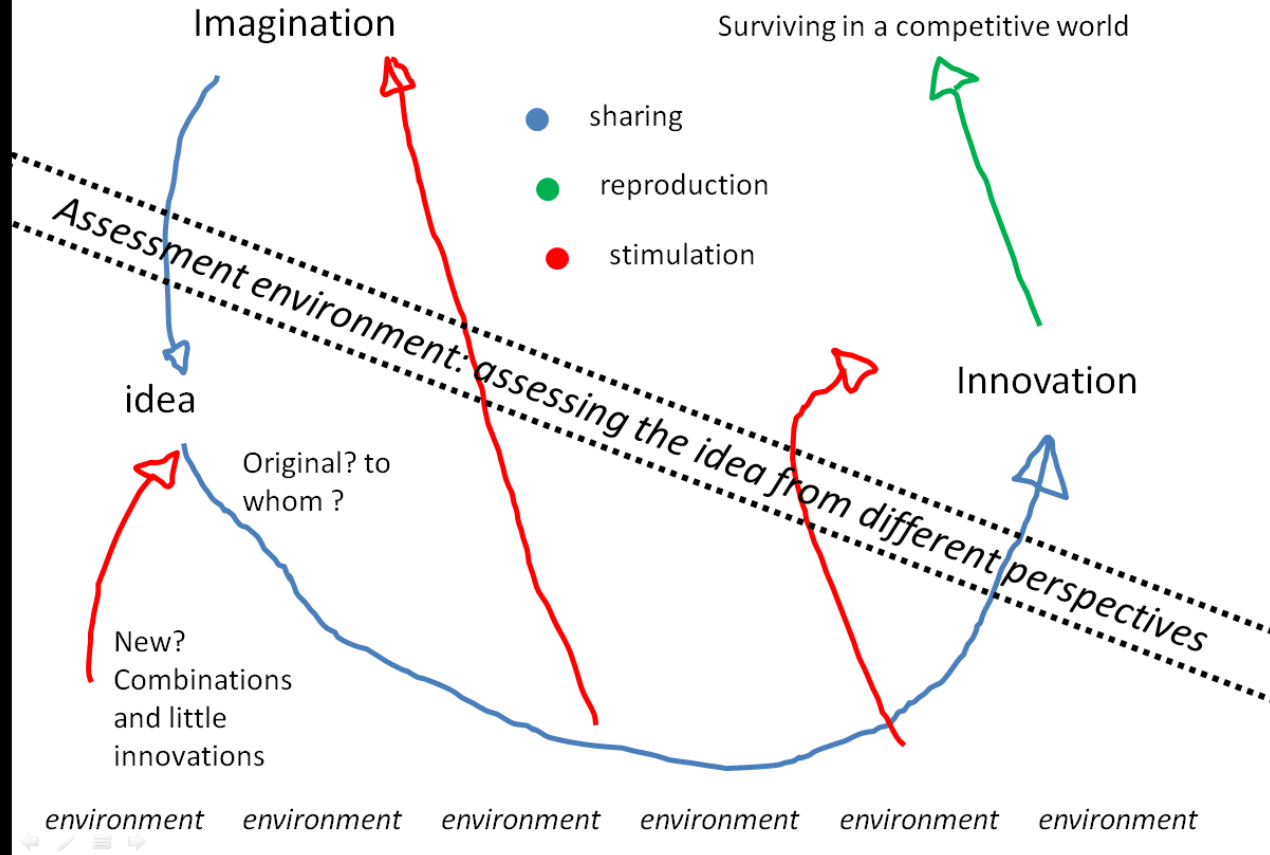 Imagination
Surviving in a competitive world
sharing
reproduction
stimulation
Assessment environment: assessing the idea from different perspectives
idea
Innovation
Original? to
whom ?
New?
Combinations
and little
innovations
environment environment environment environment environment environment